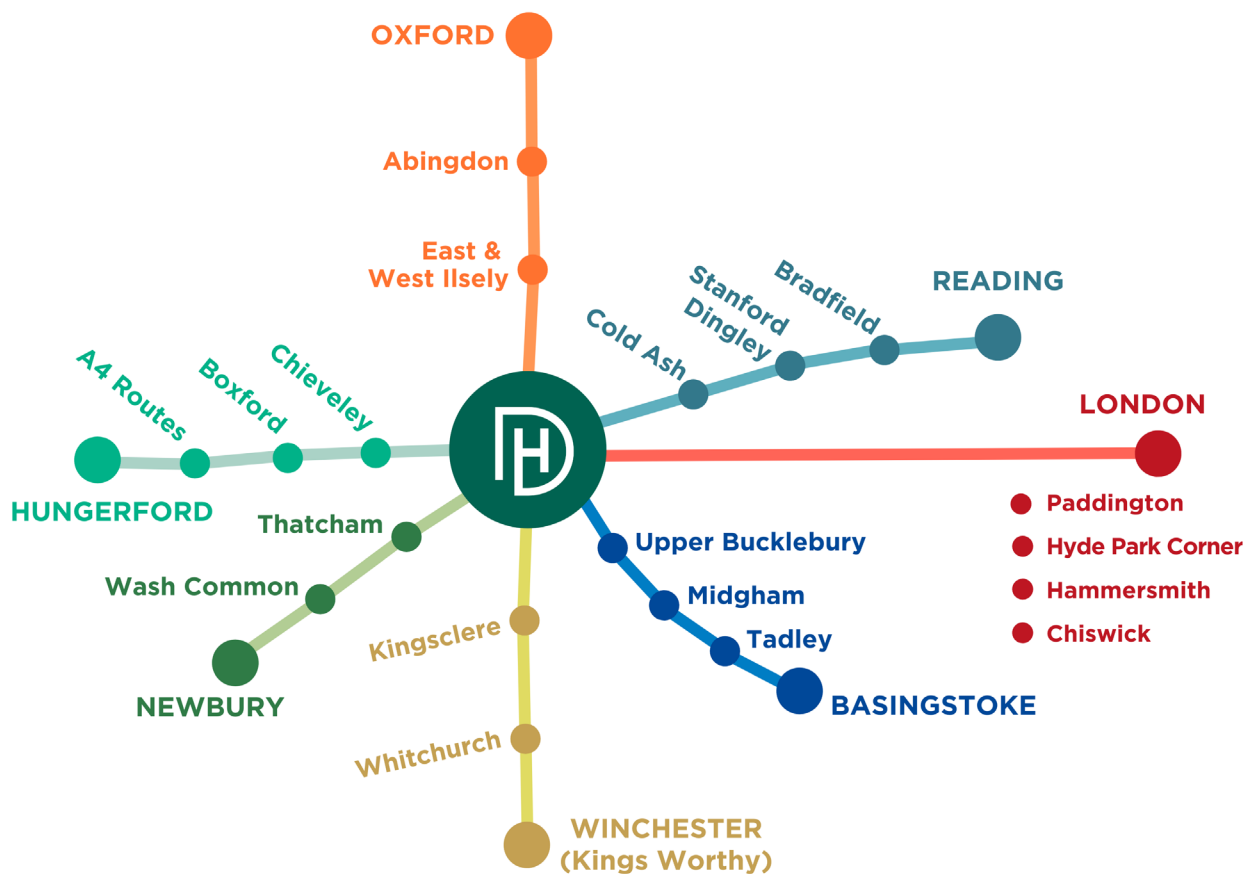 OXFORD
Abingdon
East &
West Ilsely
Cold Ash
Stanford
Dingley
Bradfield
READING
LONDON
Paddington
Hyde Park Corner
Hammersmith
Chiswick
A4 Routes
Boxford
Chieveley
HUNGERFORD
DH
Thatcham
Wash Common
NEWBURY
Kingsclere
Whitchurch
WINCHESTER
(Kings Worthy)
Upper Bucklebury
Midgham
Tadley
BASINGSTOKE